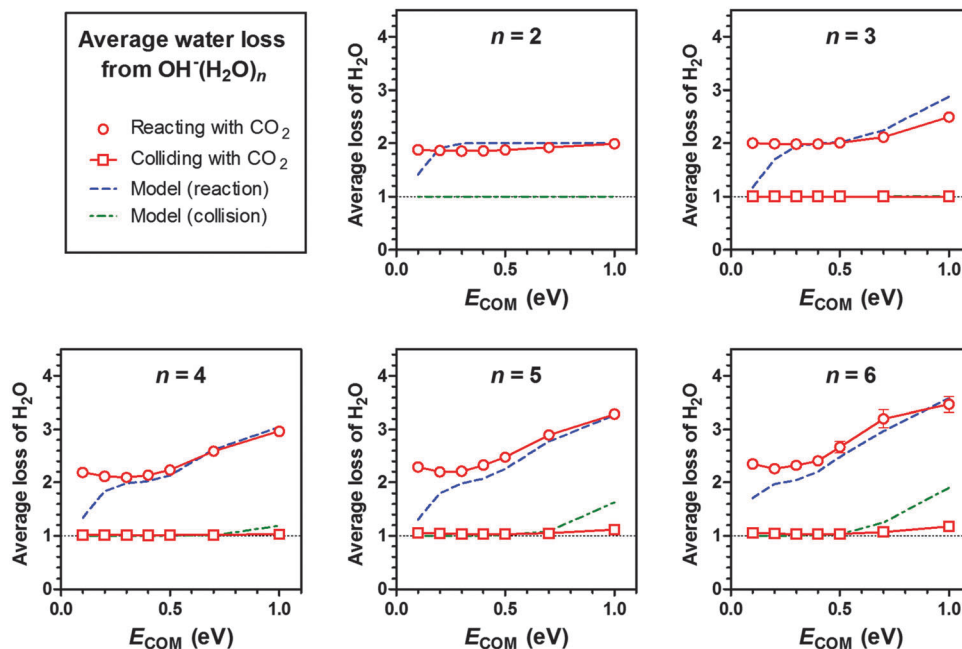 Average water loss
from OH⁻(H₂O)ₙ
Reacting with CO₂
Colliding with CO₂
Model (reaction)
Model (collision)
n = 2
Average loss of H₂O
4
3
2
1
0
0.0
0.5
1.0
E_COM (eV)
n = 3
Average loss of H₂O
4
3
2
1
0
0.0
0.5
1.0
E_COM (eV)
n = 4
Average loss of H₂O
4
3
2
1
0
0.0
0.5
1.0
E_COM (eV)
n = 5
Average loss of H₂O
4
3
2
1
0
0.0
0.5
1.0
E_COM (eV)
n = 6
Average loss of H₂O
4
3
2
1
0
0.0
0.5
1.0
E_COM (eV)